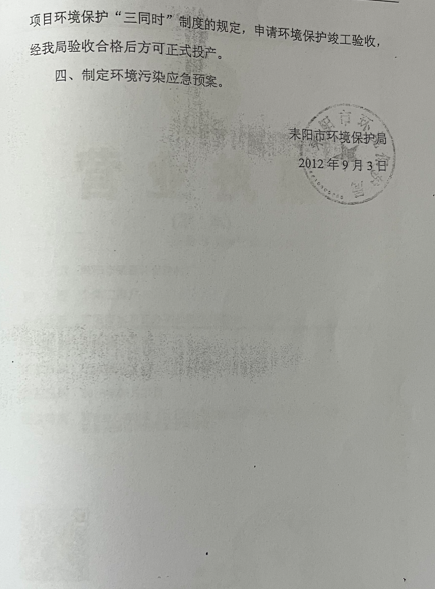 项目环境保护“三同时”制度的规定，申请环境保护竣工验收，
经我局验收合格后方可正式投产。
四、制定环境污染应急预案。
耒阳市环境保护局
2012年9月3日